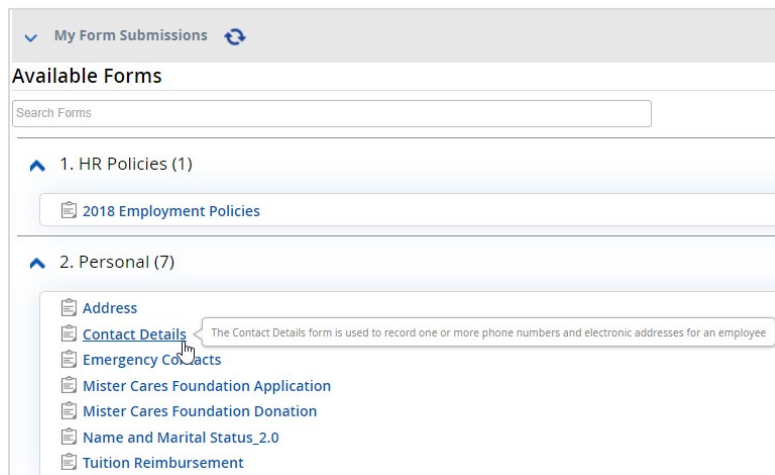 My Form Submissions
Available Forms
Search Forms
1. HR Policies (1)
2018 Employment Policies
2. Personal (7)
Address
Contact Details
The Contact Details form is used to record one or more phone numbers and electronic addresses for an employee
Emergency Contacts
Mister Cares Foundation Application
Mister Cares Foundation Donation
Name and Marital Status_2.0
Tuition Reimbursement